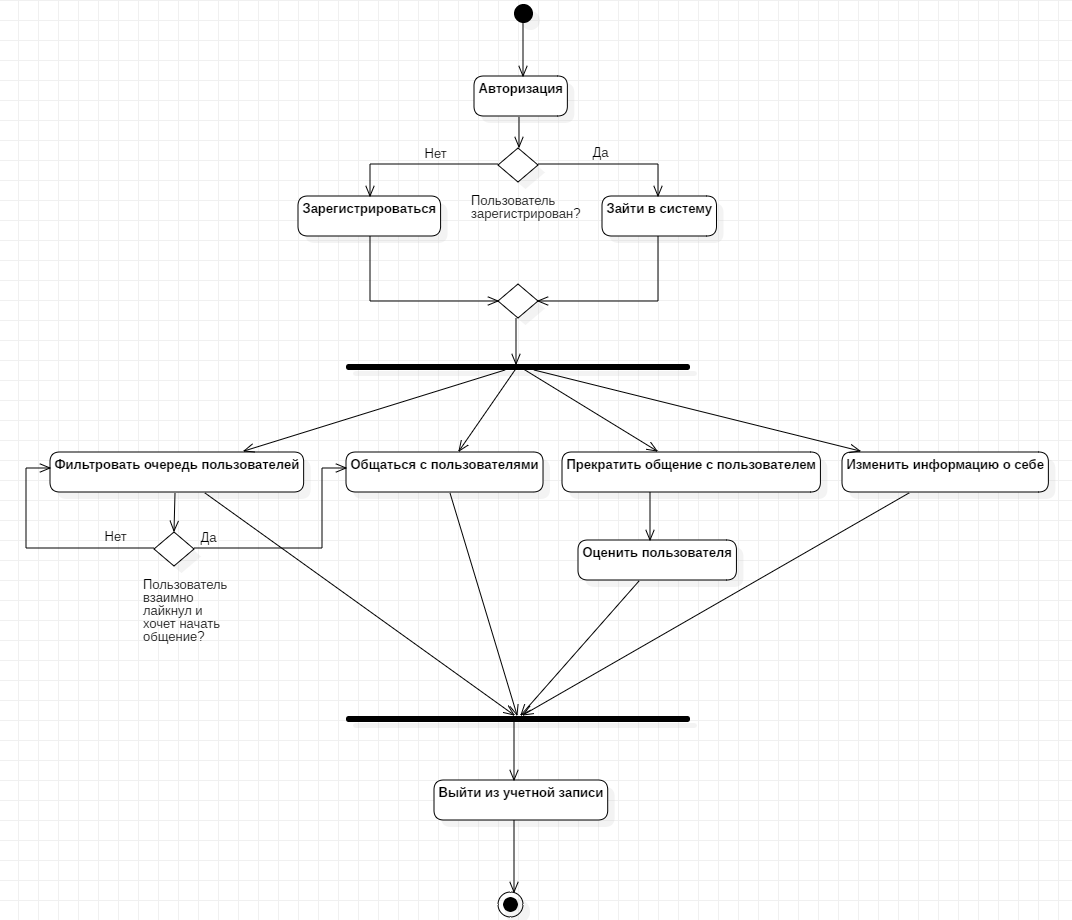 Авторизация
Нет
Да
Пользователь
зарегистрирован?
Зарегистрироваться
Зайти в систему
Фильтровать очередь пользователей
Общаться с пользователями
Прекратить общение с пользователем
Изменить информацию о себе
Нет
Да
Оценить пользователя
Пользователь
взаимно
лайкнул и
хочет начать
общение?
Выйти из учетной записи